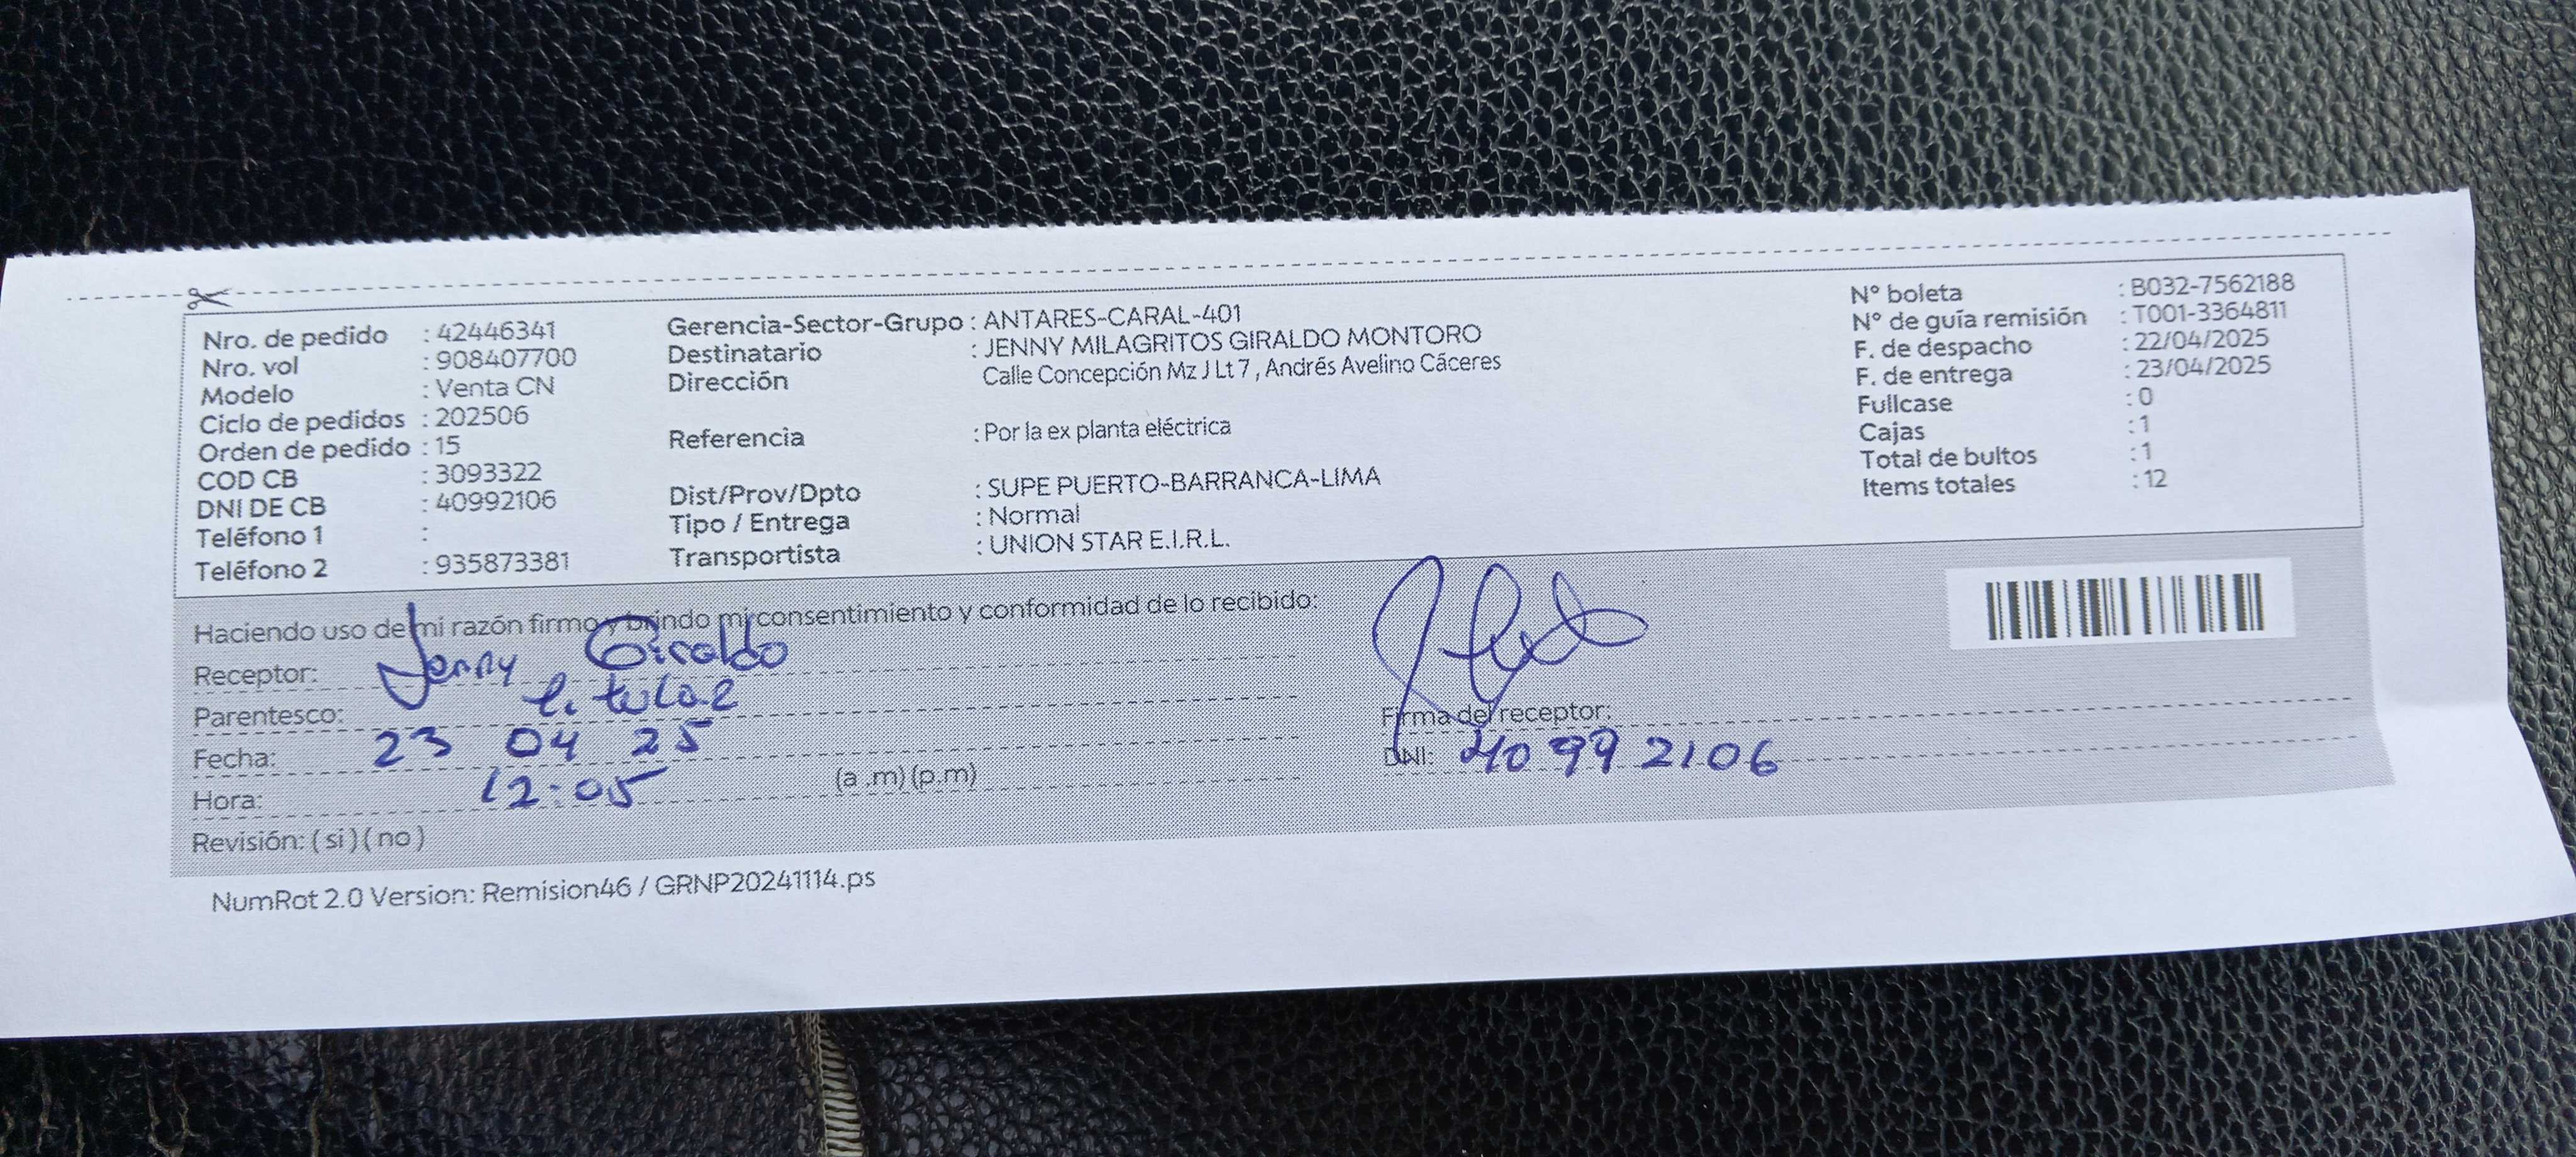 Nro. de pedido : 42446341
Nro. vol : 908407700
Modelo : Venta CN
Ciclo de pedidos : 202506
Orden de pedido : 15
COD CB : 3093322
DNI DE CB : 40992106
Teléfono 1 :
Teléfono 2 : 935873381
Gerencia-Sector-Grupo : ANTARES-CARAL-401
Destinatario : JENNY MILAGRITOS GIRALDO MONTORO
Dirección Calle Concepción Mz J Lt 7 , Andrés Avelino Cáceres
Referencia : Por la ex planta eléctrica
Dist/Prov/Dpto : SUPE PUERTO-BARRANCA-LIMA
Tipo / Entrega : Normal
Transportista : UNION STAR E.I.R.L.
N° boleta : B032-7562188
N° de guía remisión : T001-3364811
F. de despacho : 22/04/2025
F. de entrega : 23/04/2025
Fullcase : 0
Cajas : 1
Total de bultos : 1
Items totales : 12
Haciendo uso de mi razón firmo y brindo mi consentimiento y conformidad de lo recibido:
Receptor: Jenny Giraldo
Parentesco: titular
Fecha: 23 04 25
Hora: 12:05 (a .m) (p.m)
Revisión: ( si ) ( no )
Firma del receptor:
DNI: 40992106
NumRot 2.0 Version: Remision46 / GRNP20241114.ps